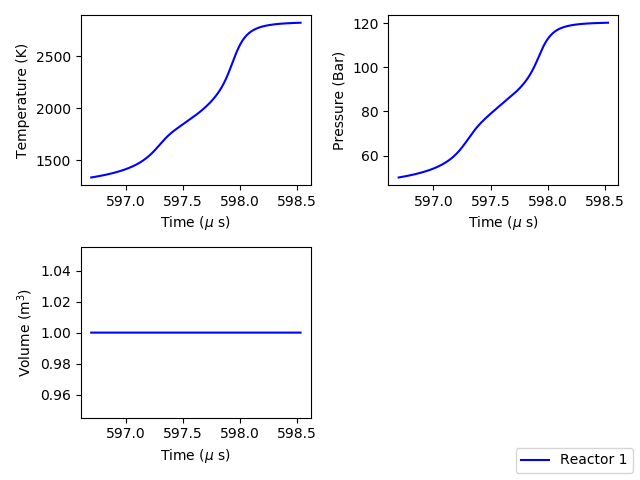 Temperature (K)
2500
2000
1500
597.0 597.5 598.0 598.5
Time (μ s)
Pressure (Bar)
120
100
80
60
597.0 597.5 598.0 598.5
Time (μ s)
Volume (m³)
1.04
1.02
1.00
0.98
0.96
597.0 597.5 598.0 598.5
Time (μ s)
Reactor 1